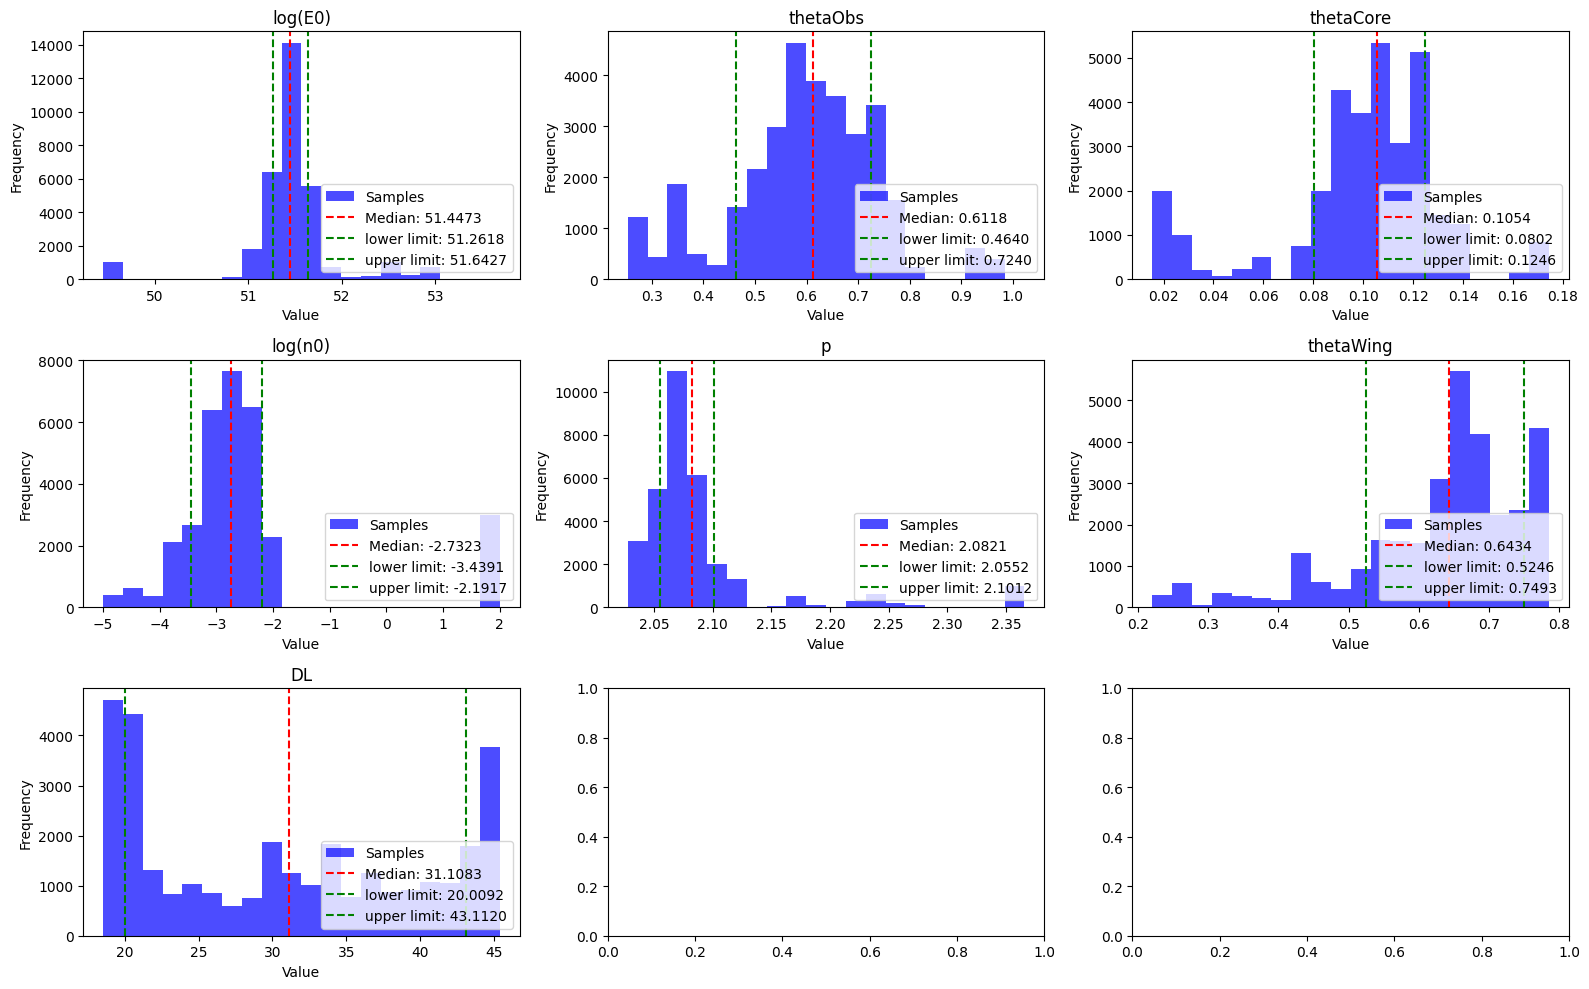 log(E0)
Frequency
14000
12000
10000
8000
6000
4000
2000
0
Samples
Median: 51.4473
lower limit: 51.2618
upper limit: 51.6427
50 51 52 53
Value
thetaObs
Frequency
4000
3000
2000
1000
0
Samples
Median: 0.6118
lower limit: 0.4640
upper limit: 0.7240
0.3 0.4 0.5 0.6 0.7 0.8 0.9 1.0
Value
thetaCore
Frequency
5000
4000
3000
2000
1000
0
Samples
Median: 0.1054
lower limit: 0.0802
upper limit: 0.1246
0.02 0.04 0.06 0.08 0.10 0.12 0.14 0.16 0.18
Value
log(n0)
Frequency
8000
6000
4000
2000
0
Samples
Median: -2.7323
lower limit: -3.4391
upper limit: -2.1917
−5 −4 −3 −2 −1 0 1 2
Value
p
Frequency
10000
8000
6000
4000
2000
0
Samples
Median: 2.0821
lower limit: 2.0552
upper limit: 2.1012
2.05 2.10 2.15 2.20 2.25 2.30 2.35
Value
thetaWing
Frequency
5000
4000
3000
2000
1000
0
Samples
Median: 0.6434
lower limit: 0.5246
upper limit: 0.7493
0.2 0.3 0.4 0.5 0.6 0.7 0.8
Value
DL
Frequency
4000
3000
2000
1000
0
Samples
Median: 31.1083
lower limit: 20.0092
upper limit: 43.1120
20 25 30 35 40 45
Value
1.0
0.8
0.6
0.4
0.2
0.0
0.0 0.2 0.4 0.6 0.8 1.0
1.0
0.8
0.6
0.4
0.2
0.0
0.0 0.2 0.4 0.6 0.8 1.0